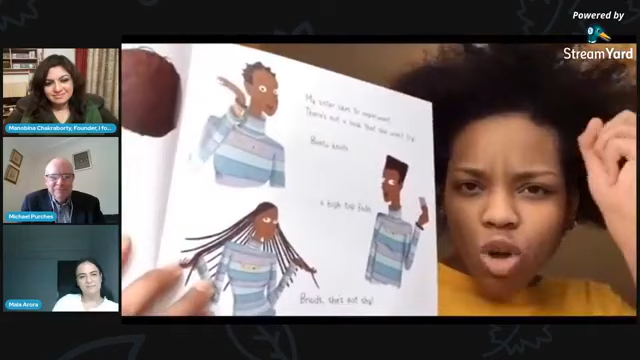 Powered by
StreamYard
My sister likes to experiment.
There's not a look that she won't try.
Bantu knots
a high top fade
Braids, she's not shy!
Manobina Chakraborty, Founder, I fo...
Michael Purches
Mala Arora